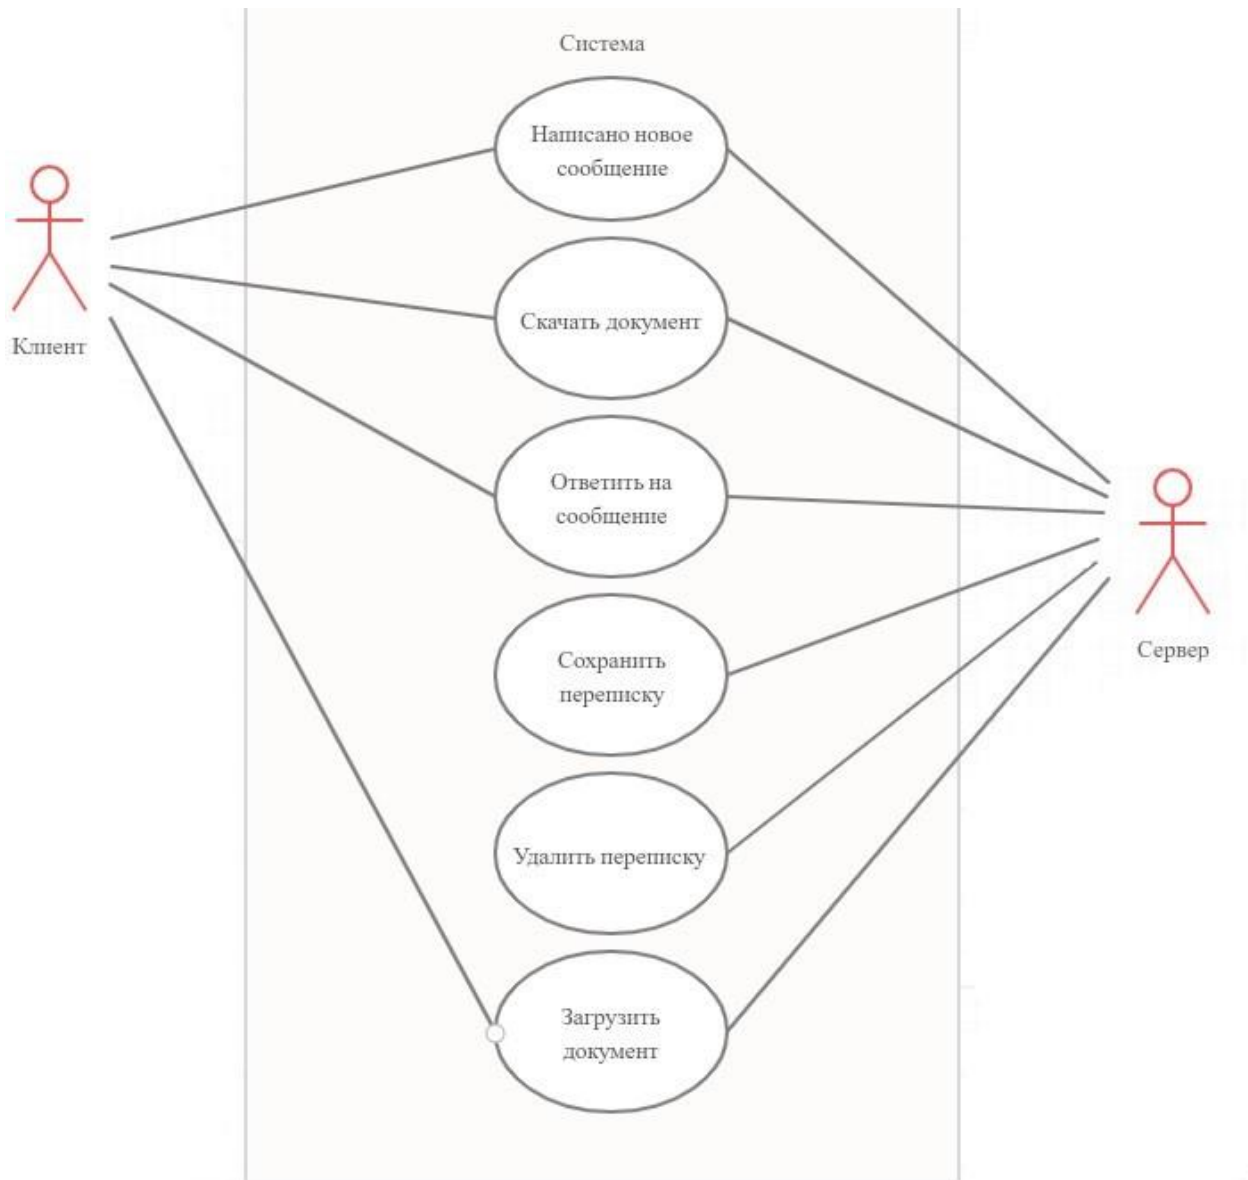 Система
Написано новое
сообщение
Клиент
Скачать документ
Ответить на
сообщение
Сохранить
переписку
Сервер
Удалить переписку
Загрузить
документ